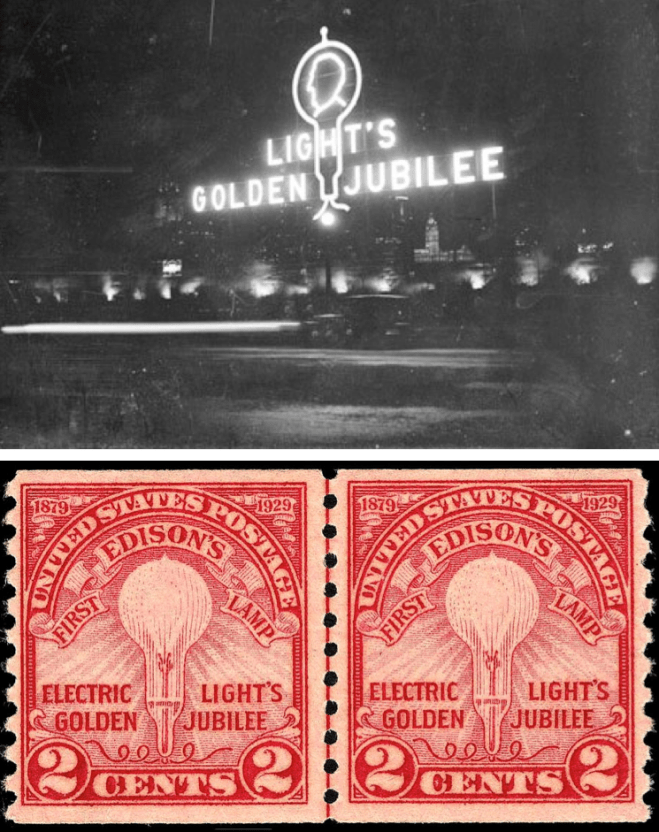 LIGHT'S
GOLDEN JUBILEE
1879 1929
UNITED STATES POSTAGE
EDISON'S
FIRST LAMP
ELECTRIC LIGHT'S
GOLDEN JUBILEE
2 CENTS 2
1879 1929
UNITED STATES POSTAGE
EDISON'S
FIRST LAMP
ELECTRIC LIGHT'S
GOLDEN JUBILEE
2 CENTS 2